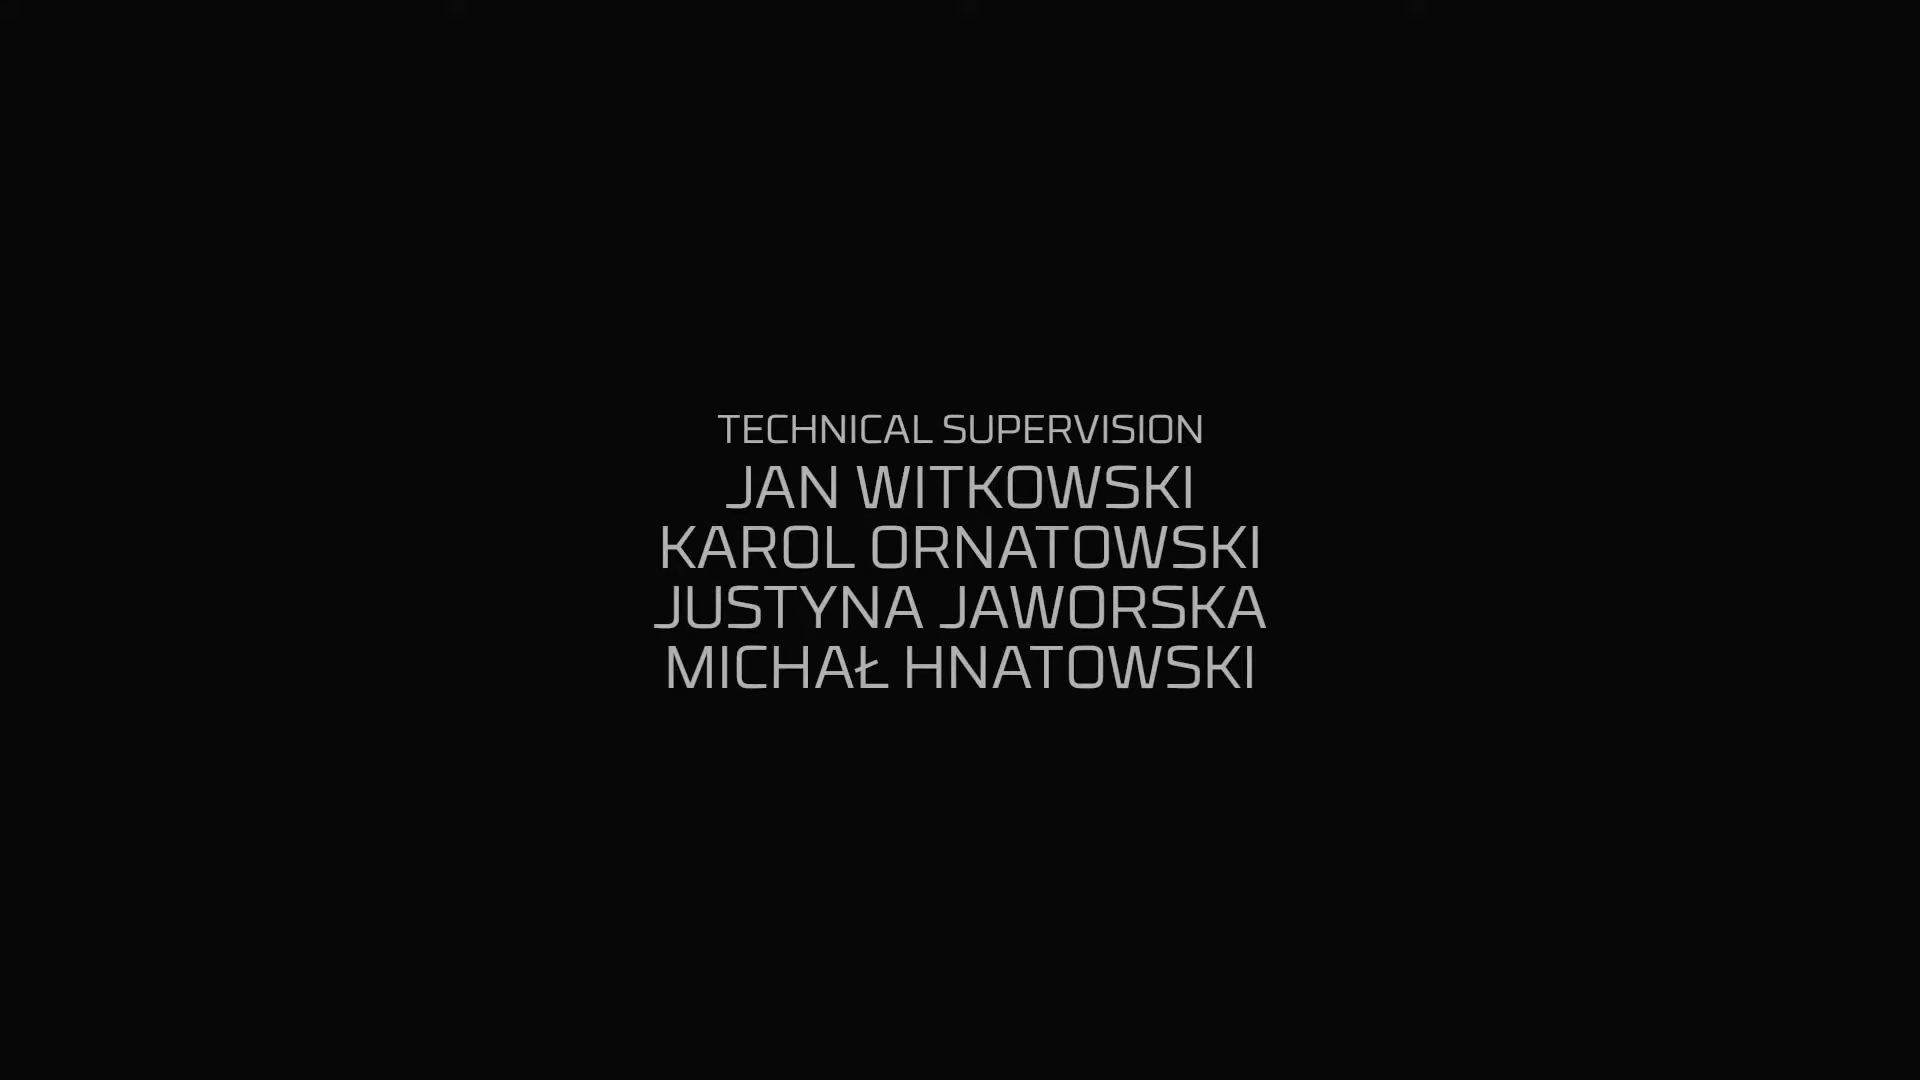 TECHNICAL SUPERVISION
JAN WITKOWSKI
KAROL ORNATOWSKI
JUSTYNA JAWORSKA
MICHAŁ HNATOWSKI